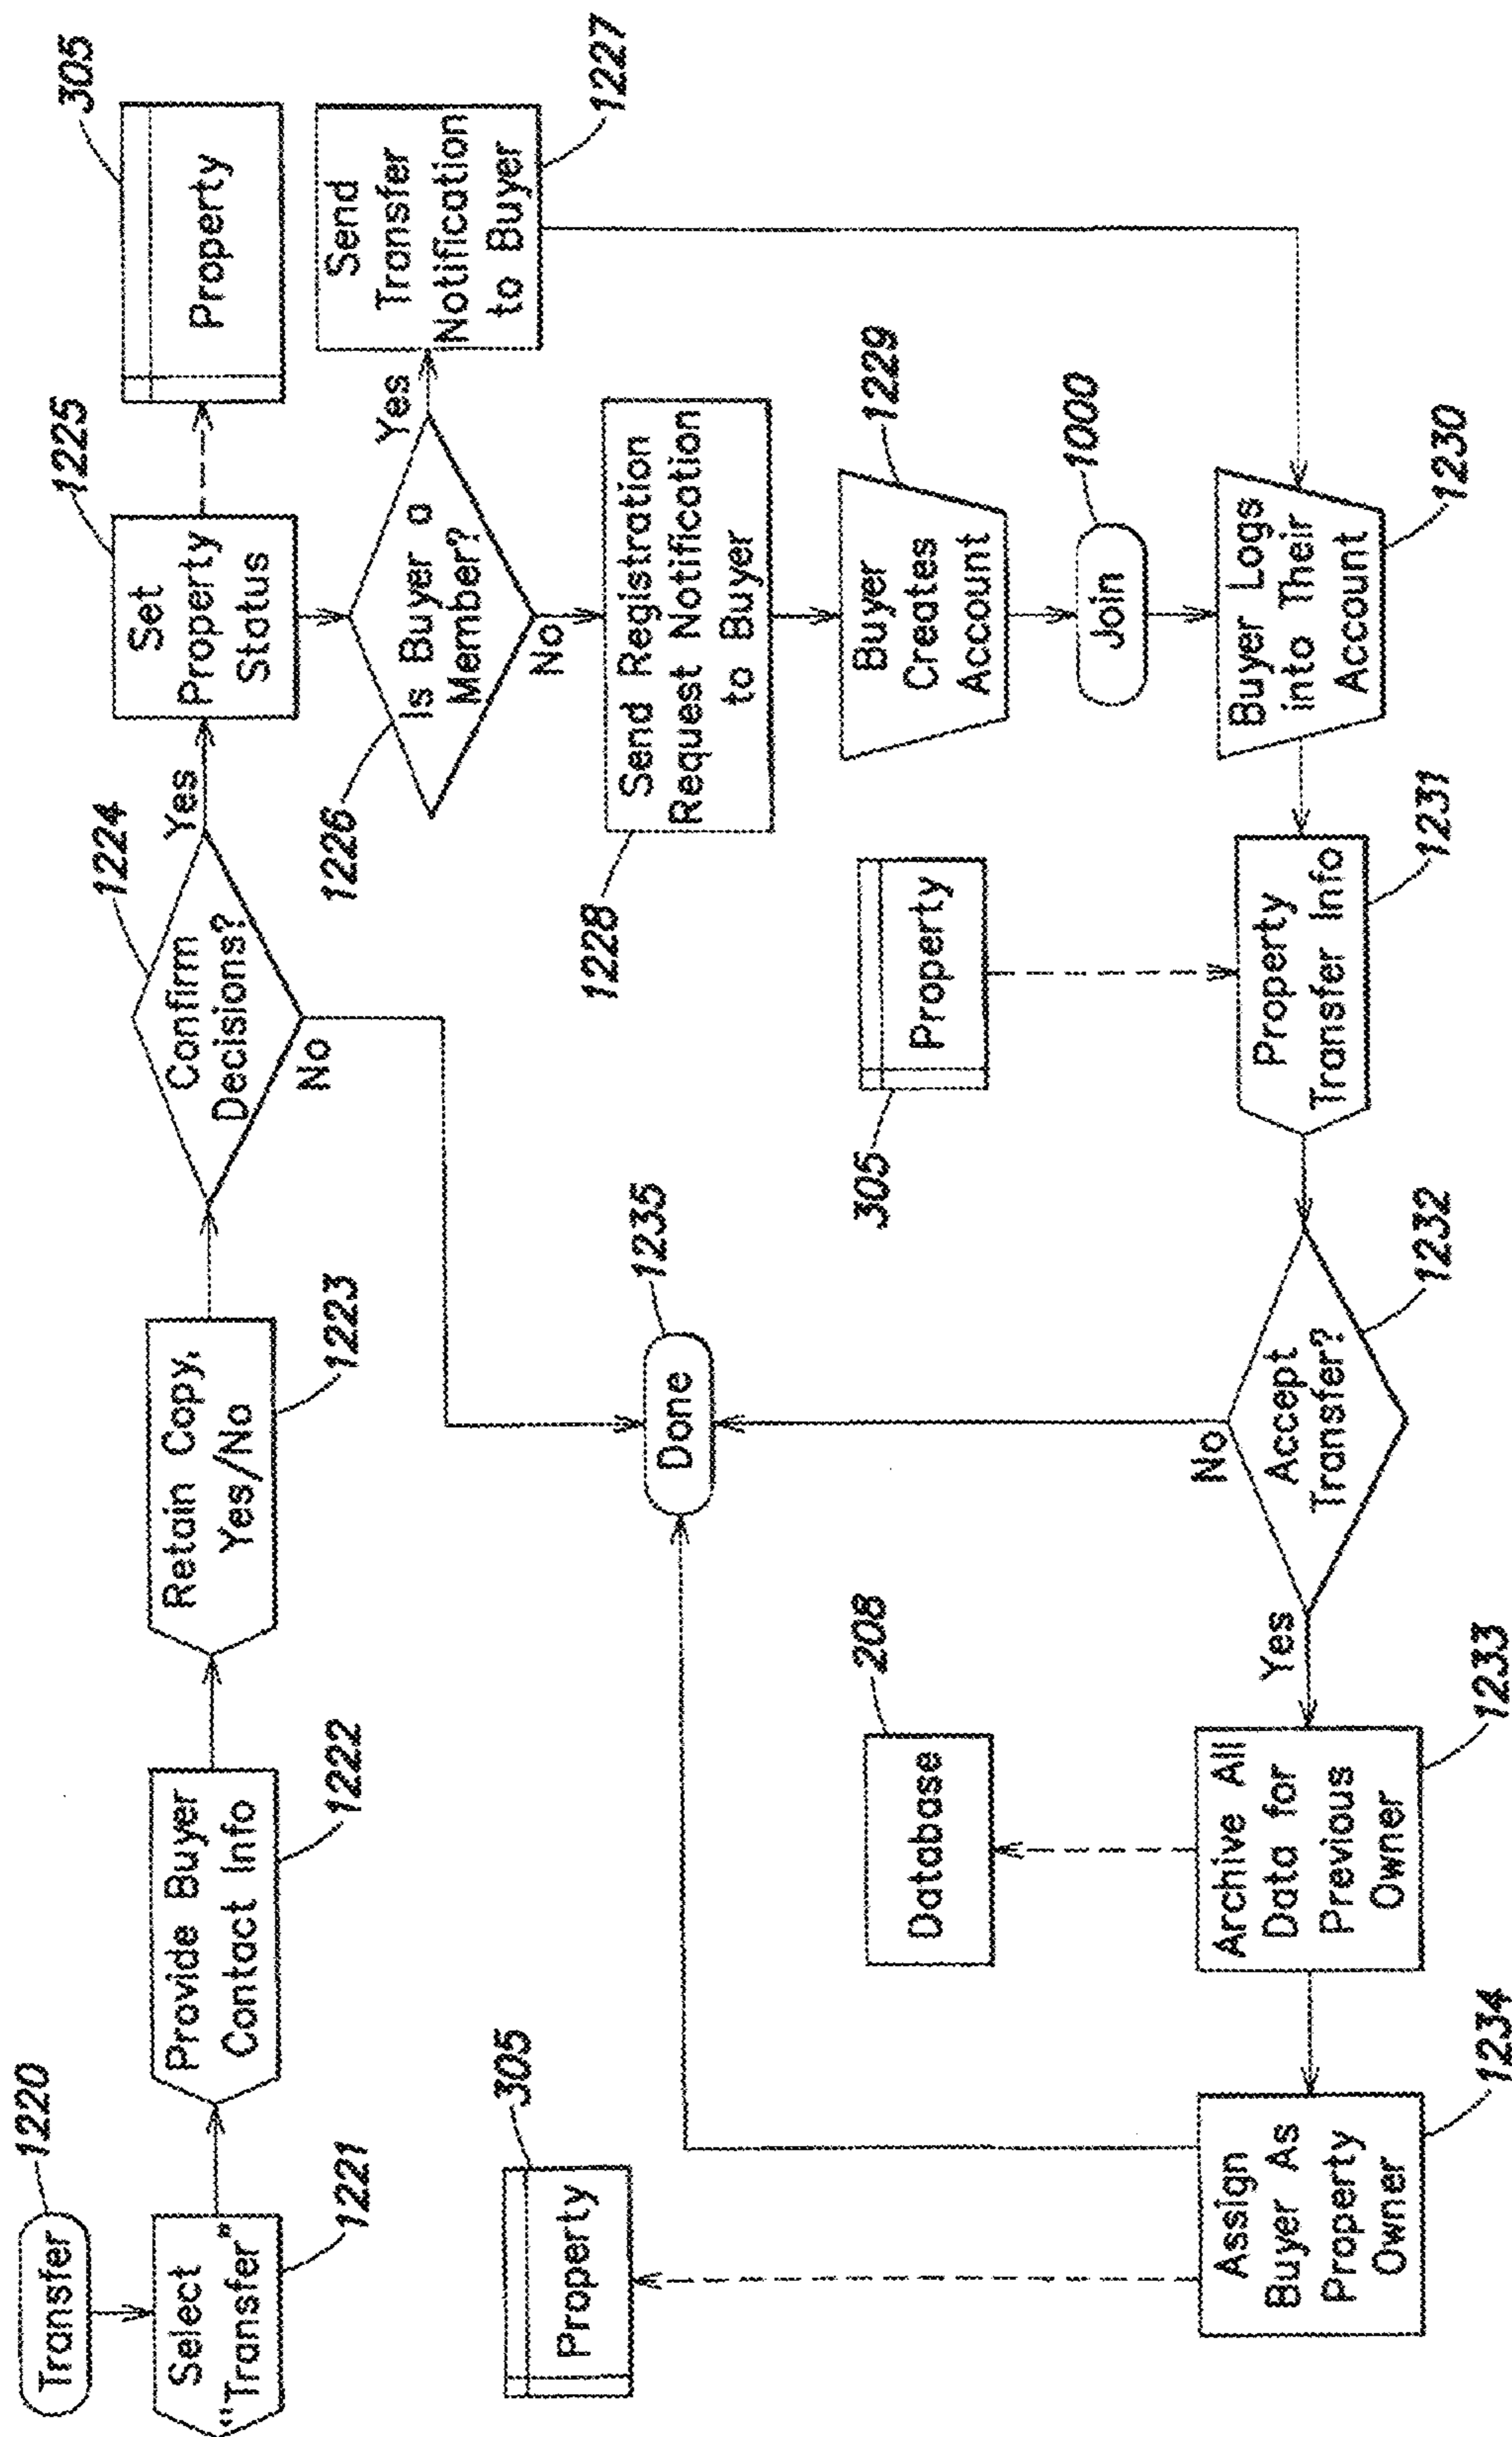 1220
Transfer
Select
"Transfer"
1221
Provide Buyer
Contact Info
1222
Retain Copy,
Yes/No
1223
1224
Confirm
Decisions?
Yes
No
1225
Set
Property
Status
305
Property
1226
Is Buyer a
Member?
Yes
No
Send
Transfer
Notification
to Buyer
1227
1228
Send Registration
Request Notification
to Buyer
Buyer
Creates
Account
1229
Join
1000
Buyer Logs
into Their
Account
1230
305
Property
Property
Transfer Info
1231
Accept
Transfer?
1232
No
Yes
1235
Done
208
Database
Archive All
Data for
Previous
Owner
1233
305
Property
Assign
Buyer As
Property
Owner
1234